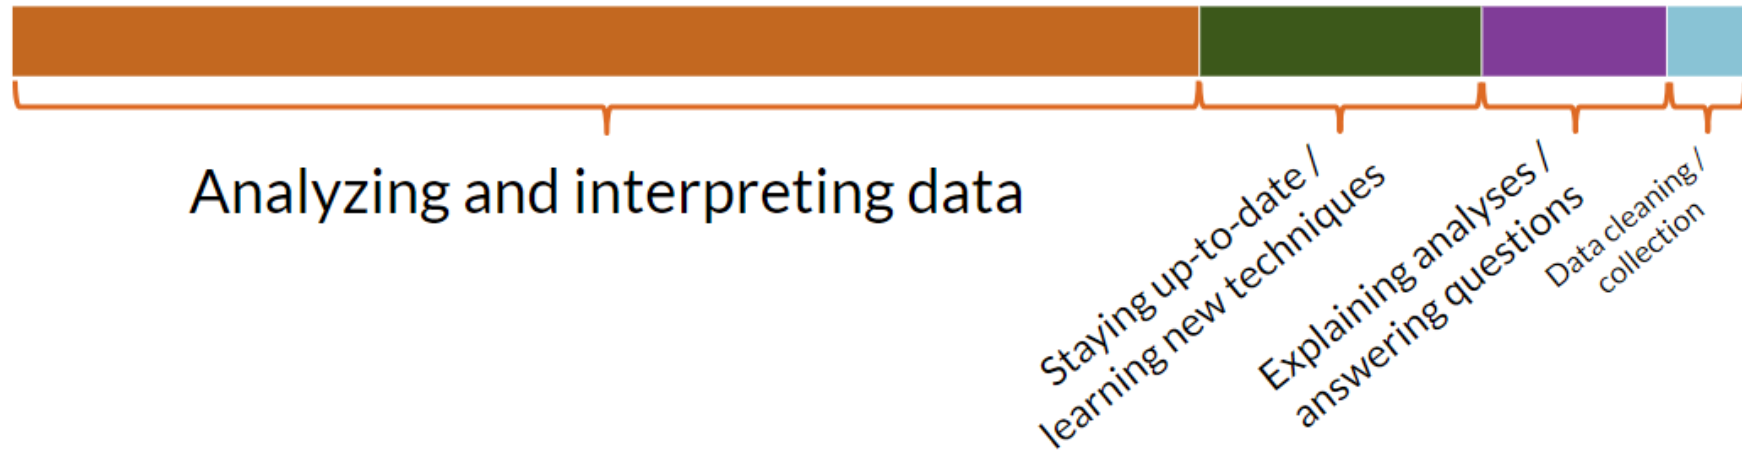 Analyzing and interpreting data
Staying up-to-date /
learning new techniques
Explaining analyses /
answering questions
Data cleaning /
collection